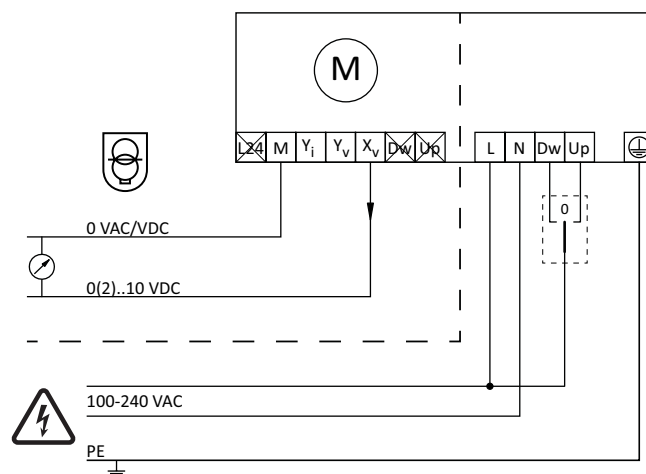 M
L24 M Yi Yv Xv Dw Up L N Dw Up
0
0 VAC/VDC
0(2)..10 VDC
100-240 VAC
PE